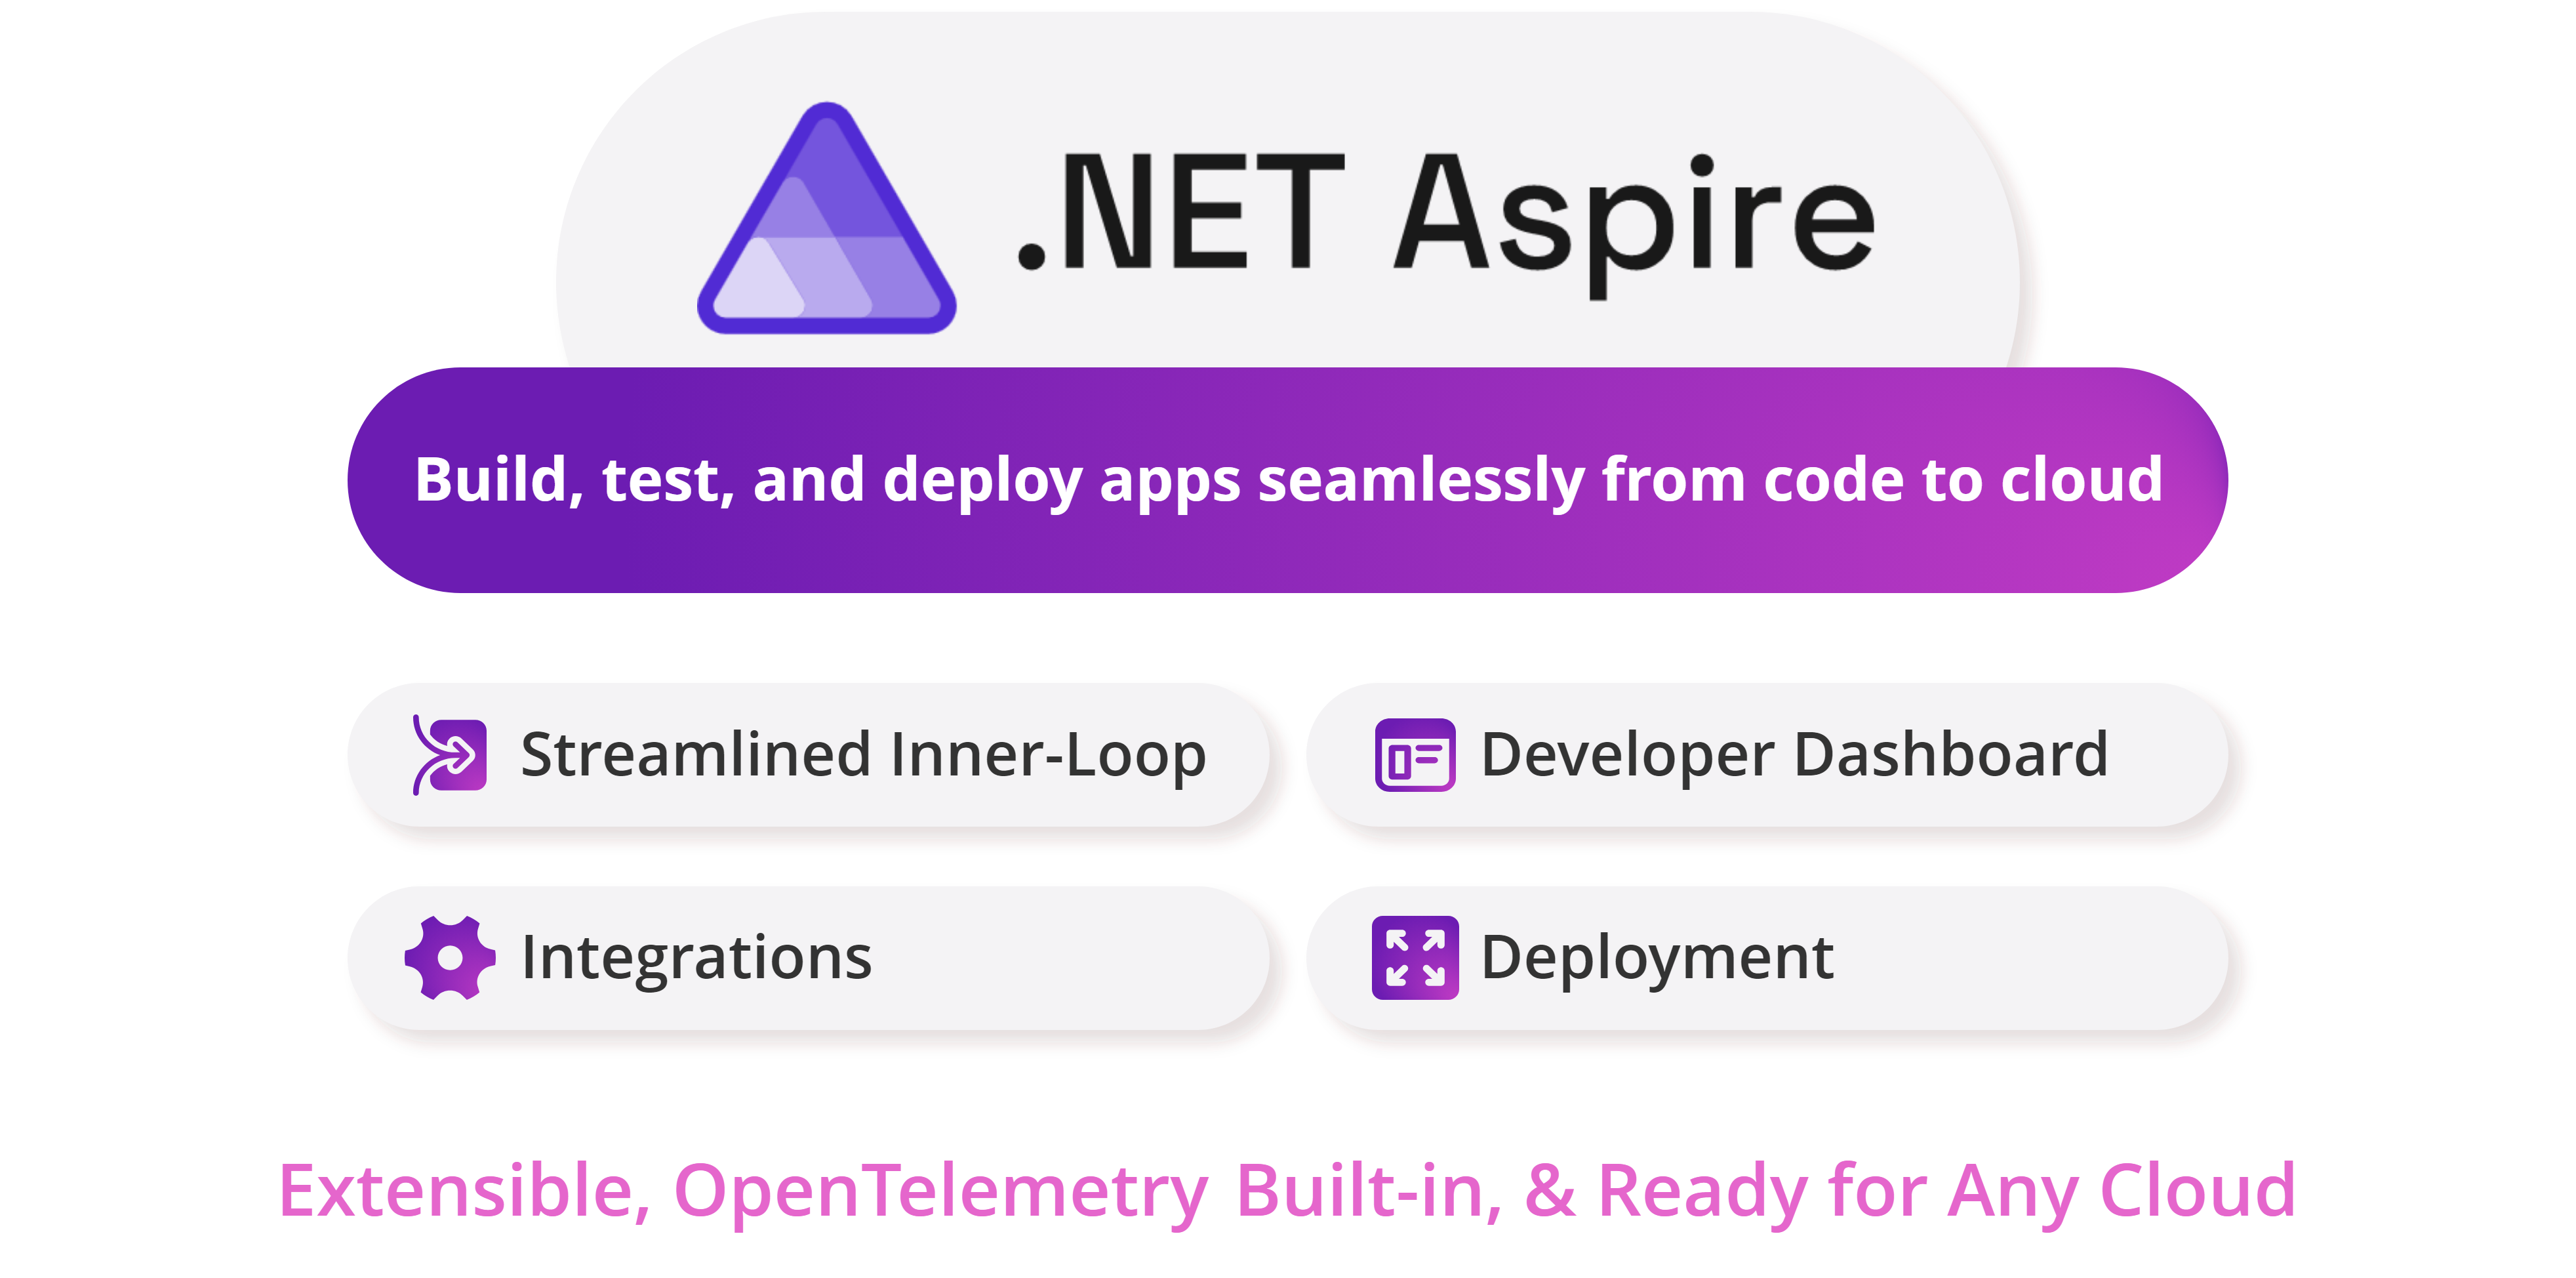 .NET Aspire
Build, test, and deploy apps seamlessly from code to cloud
Streamlined Inner-Loop
Developer Dashboard
Integrations
Deployment
Extensible, OpenTelemetry Built-in, & Ready for Any Cloud